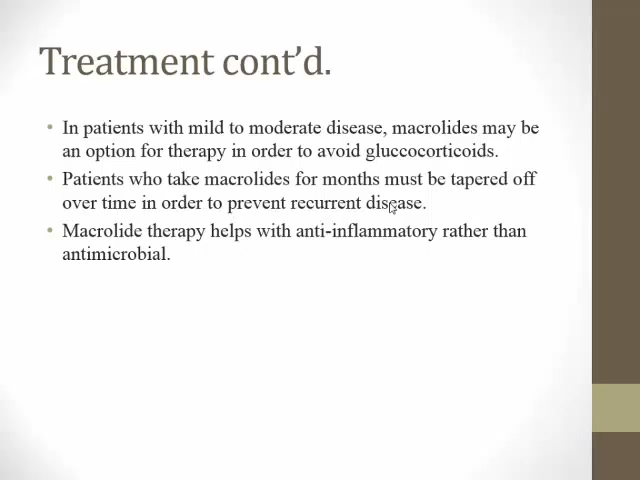 Treatment cont’d.
• In patients with mild to moderate disease, macrolides may be
an option for therapy in order to avoid gluccocorticoids.
• Patients who take macrolides for months must be tapered off
over time in order to prevent recurrent disease.
• Macrolide therapy helps with anti-inflammatory rather than
antimicrobial.